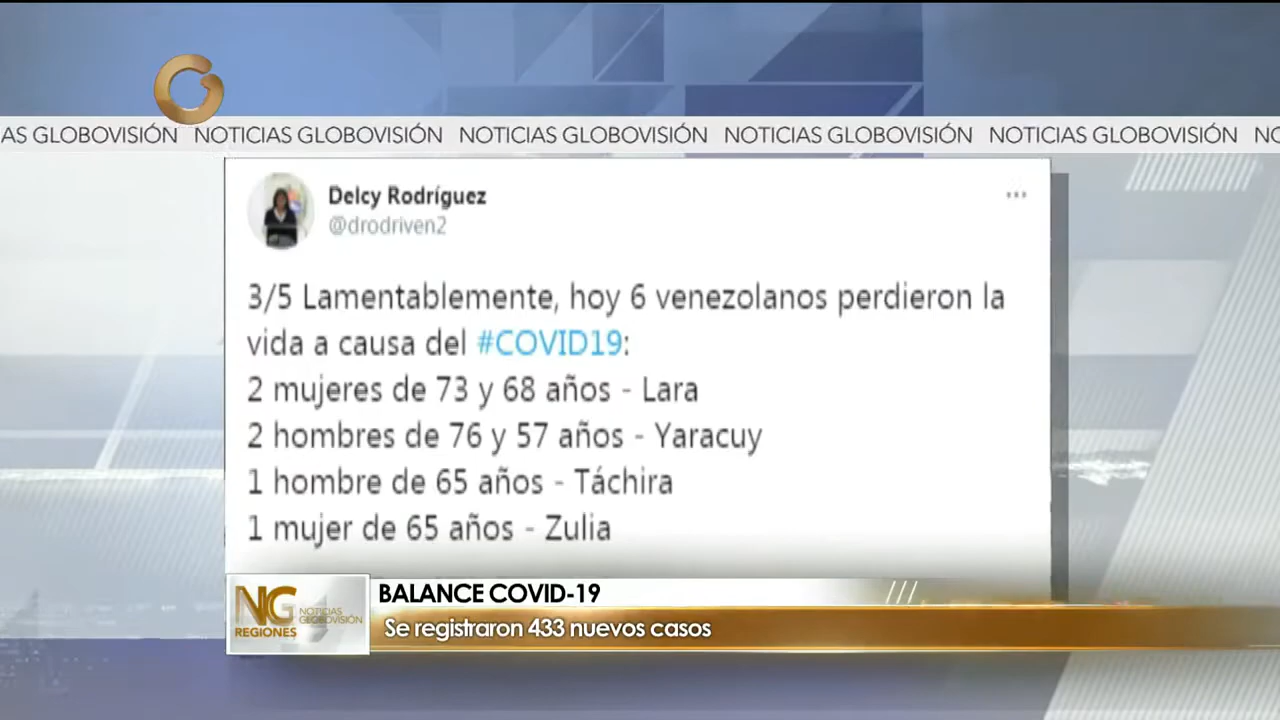 AS GLOBOVISIÓN NOTICIAS GLOBOVISIÓN NOTICIAS GLOBOVISIÓN NOTICIAS GLOBOVISIÓN NOTICIAS GLOBOVISIÓN NO
Delcy Rodríguez
@drodriven2
3/5 Lamentablemente, hoy 6 venezolanos perdieron la
vida a causa del #COVID19:
2 mujeres de 73 y 68 años - Lara
2 hombres de 76 y 57 años - Yaracuy
1 hombre de 65 años - Táchira
1 mujer de 65 años - Zulia
NG
NOTICIAS
GLOBOVISIÓN
REGIONES
BALANCE COVID-19
Se registraron 433 nuevos casos